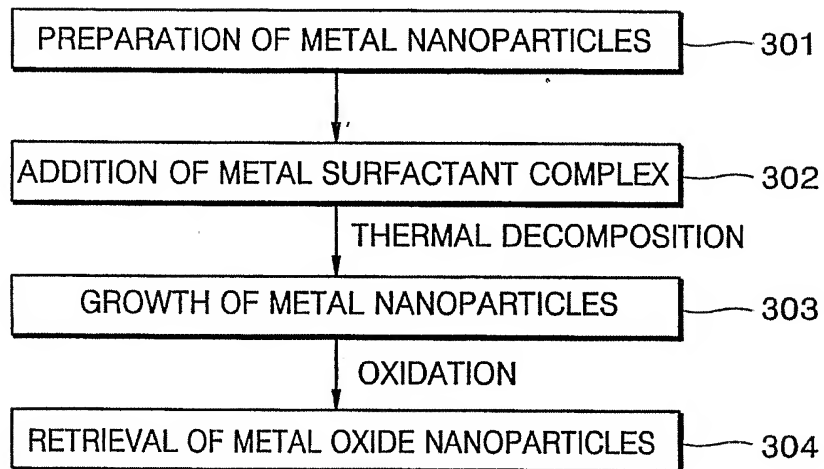 PREPARATION OF METAL NANOPARTICLES 301
ADDITION OF METAL SURFACTANT COMPLEX 302
THERMAL DECOMPOSITION
GROWTH OF METAL NANOPARTICLES 303
OXIDATION
RETRIEVAL OF METAL OXIDE NANOPARTICLES 304